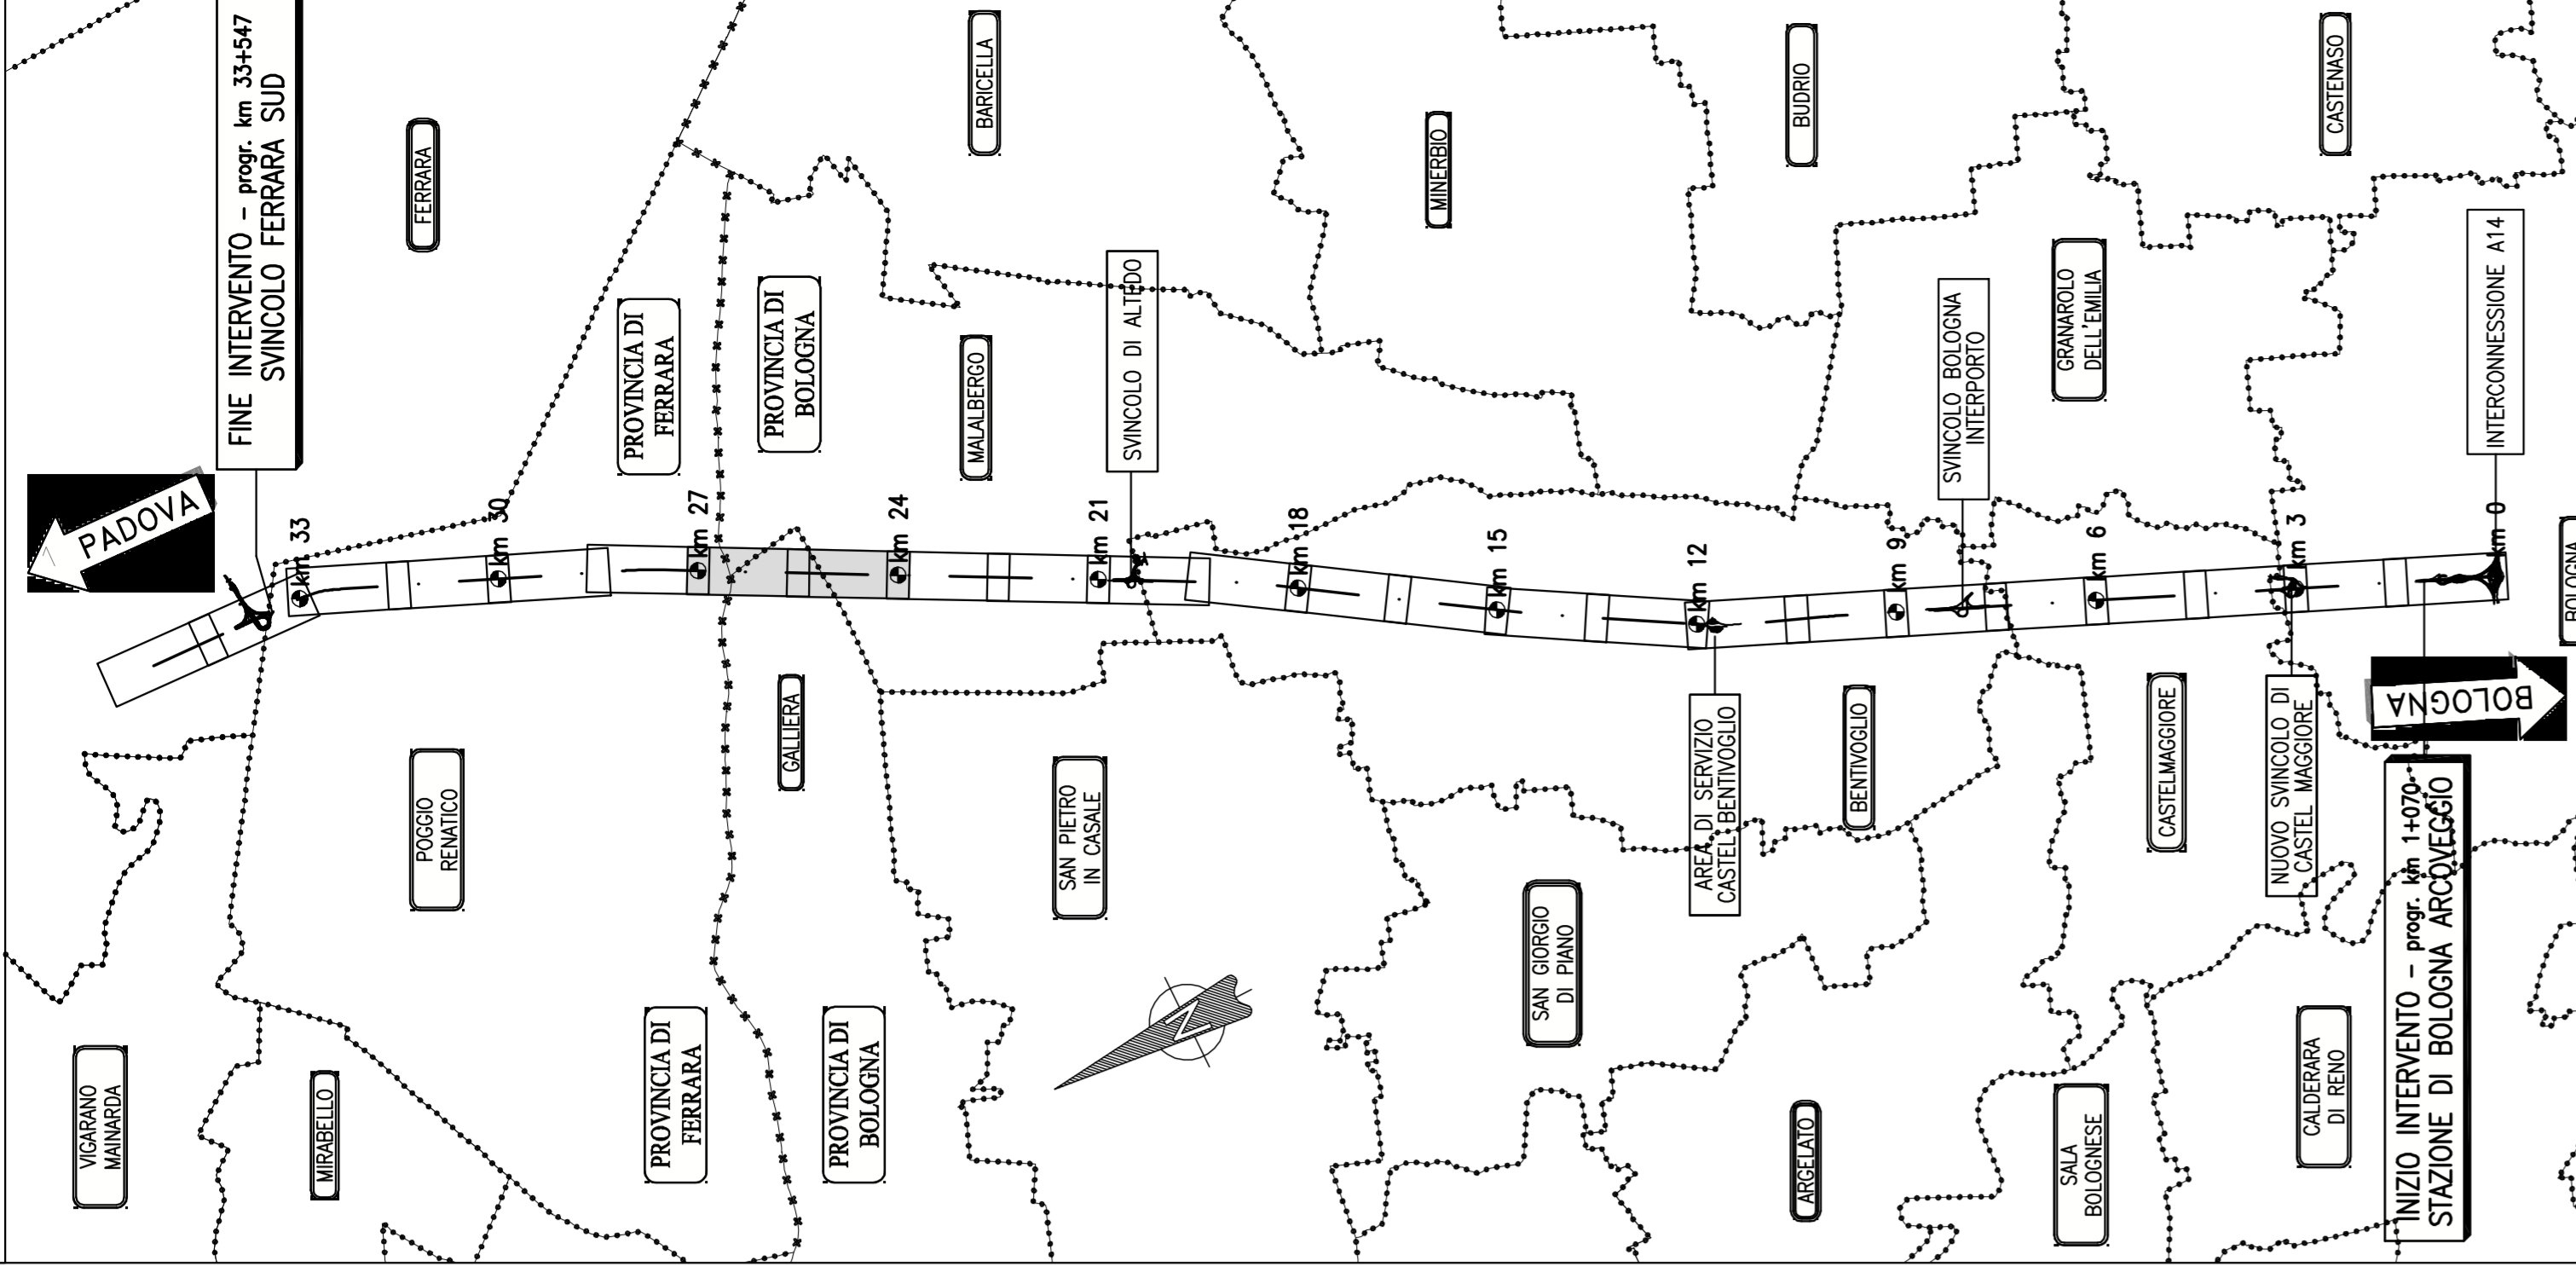 PADOVA
FINE INTERVENTO – progr. km 33+547
SVINCOLO FERRARA SUD
FERRARA
PROVINCIA DI
FERRARA
PROVINCIA DI
BOLOGNA
BARICELLA
MALALBERGO
SVINCOLO DI ALTEDO
MINERBIO
BUDRIO
SVINCOLO BOLOGNA
INTERPORTO
GRANAROLO
DELL'EMILIA
CASTENASO
INTERCONNESSIONE A14
km 33
km 30
km 27
km 24
km 21
km 18
km 15
km 12
km 9
km 6
km 3
km 0
BOLOGNA
BOLOGNA
POGGIO
RENATICO
GALLIERA
SAN PIETRO
IN CASALE
AREA DI SERVIZIO
CASTEL BENTIVOGLIO
BENTIVOGLIO
CASTELMAGGIORE
NUOVO SVINCOLO DI
CASTEL MAGGIORE
SAN GIORGIO
DI PIANO
VIGARANO
MAINARDA
MIRABELLO
PROVINCIA DI
FERRARA
PROVINCIA DI
BOLOGNA
N
ARGELATO
SALA
BOLOGNESE
CALDERARA
DI RENO
INIZIO INTERVENTO – progr. km 1+070
STAZIONE DI BOLOGNA ARCOVEGGIO